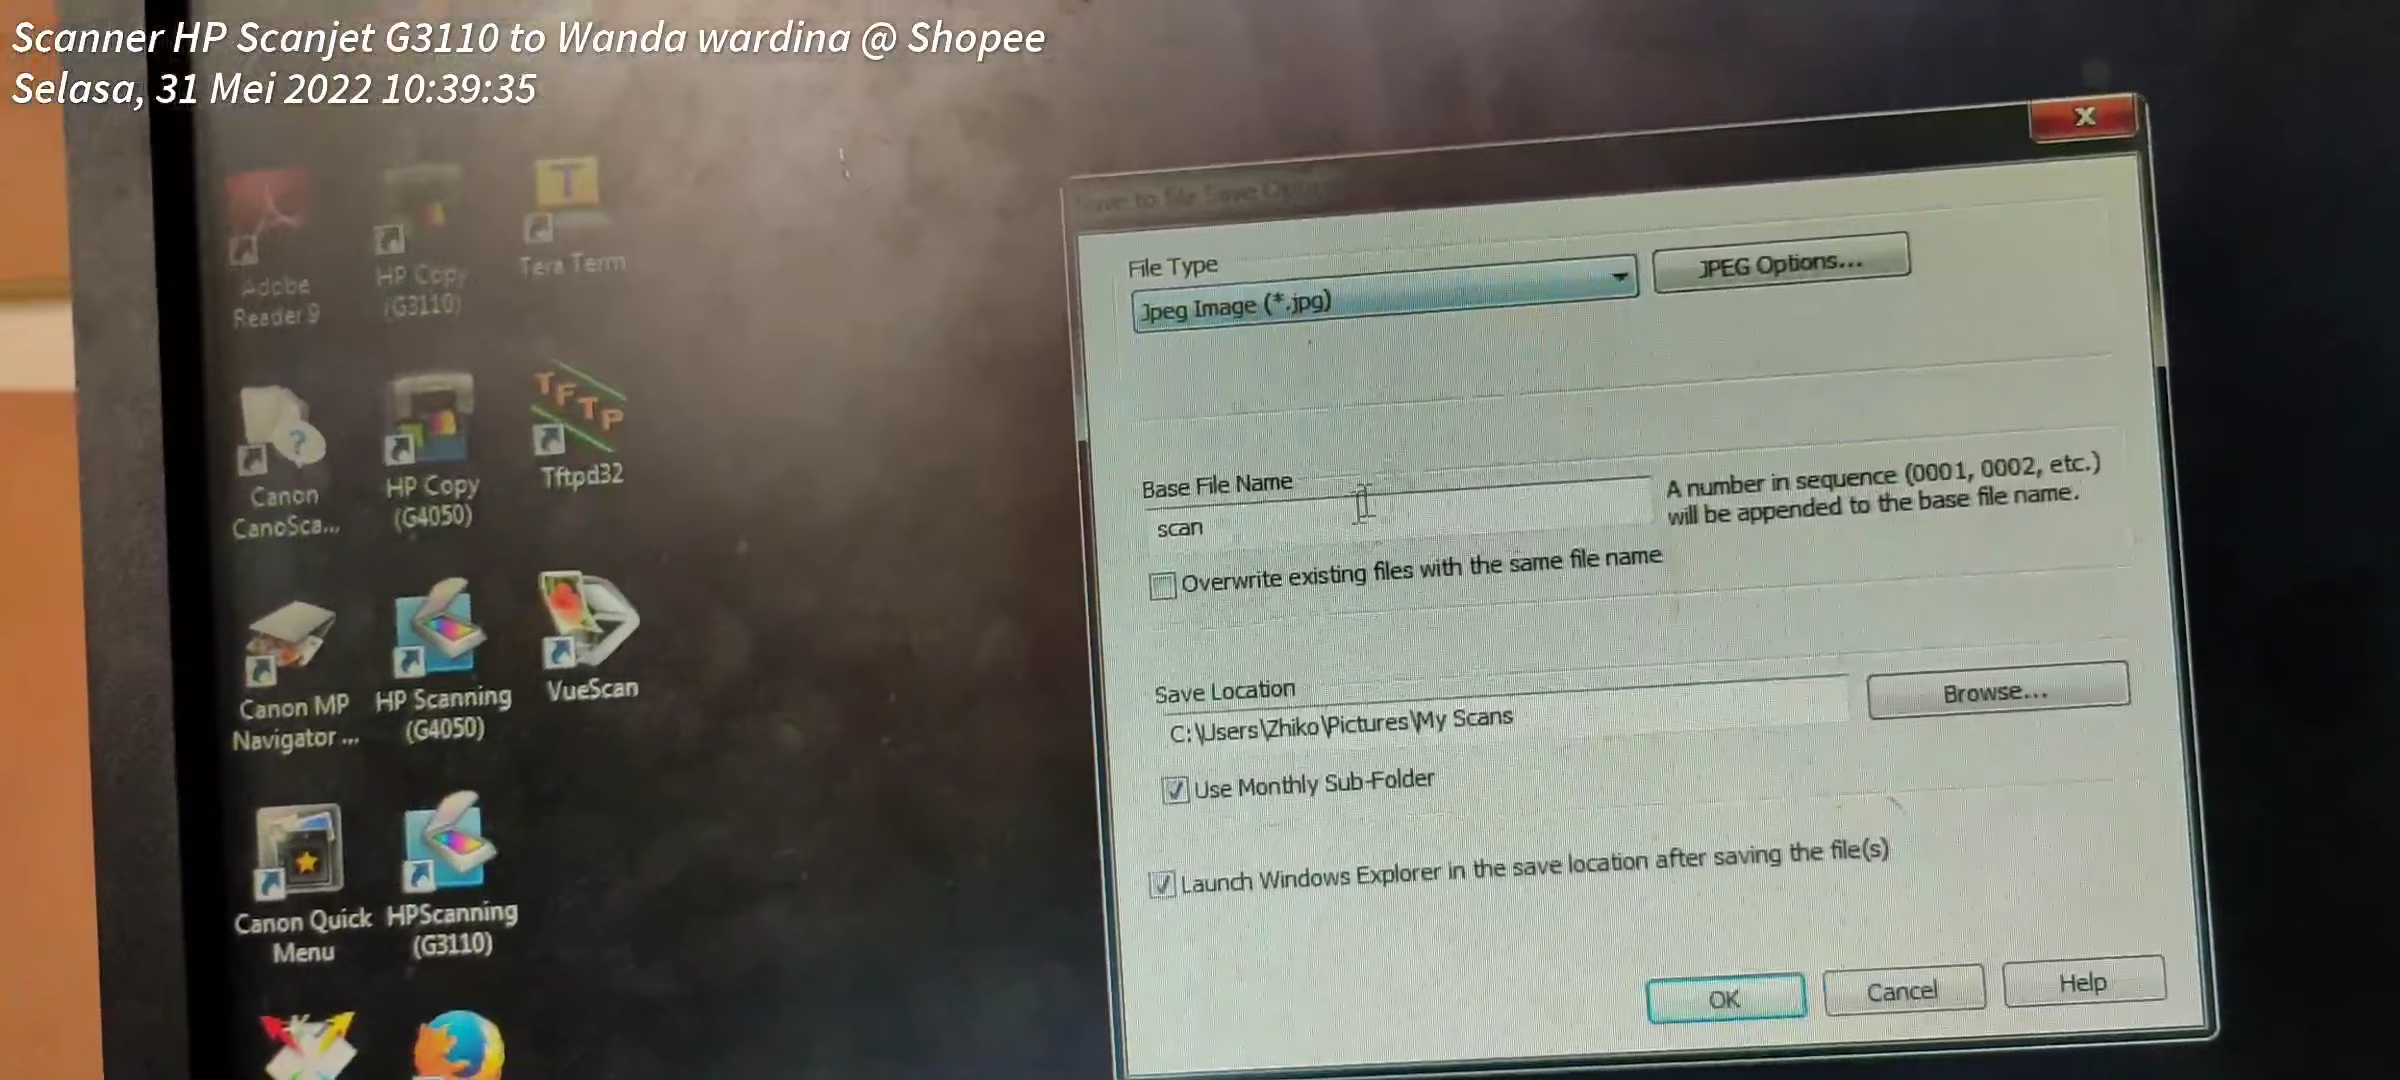 Scanner HP Scanjet G3110 to Wanda wardina @ Shopee
Selasa, 31 Mei 2022 10:39:35
Adobe
Reader 9
HP Copy
(G3110)
T
Tera Term
Canon
CanoSca...
HP Copy
(G4050)
TFTP
Tftpd32
Canon MP
Navigator ...
HP Scanning
(G4050)
VueScan
Canon Quick
Menu
HPScanning
(G3110)
to file Save
X
File Type
Jpeg Image (*.jpg)
JPEG Options...
Base File Name
scan
A number in sequence (0001, 0002, etc.)
will be appended to the base file name.
Overwrite existing files with the same file name
Save Location
C:\Users\Zhiko\Pictures\My Scans
Browse...
Use Monthly Sub-Folder
Launch Windows Explorer in the save location after saving the file(s)
OK
Cancel
Help